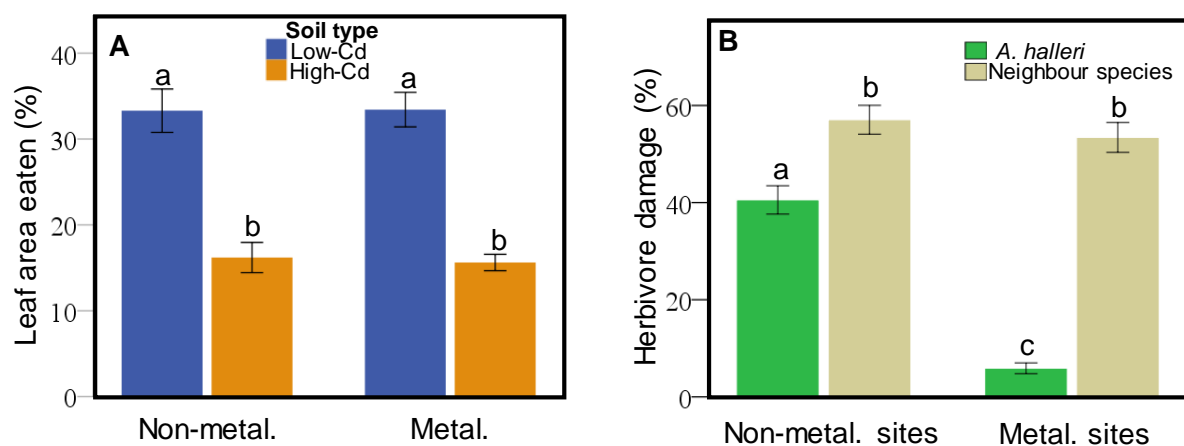 A
Soil type
Low-Cd
High-Cd
Leaf area eaten (%)
40
30
20
10
0
a
b
a
b
Non-metal.
Metal.
B
A. halleri
Neighbour species
Herbivore damage (%)
60
40
20
0
a
b
c
b
Non-metal. sites
Metal. sites